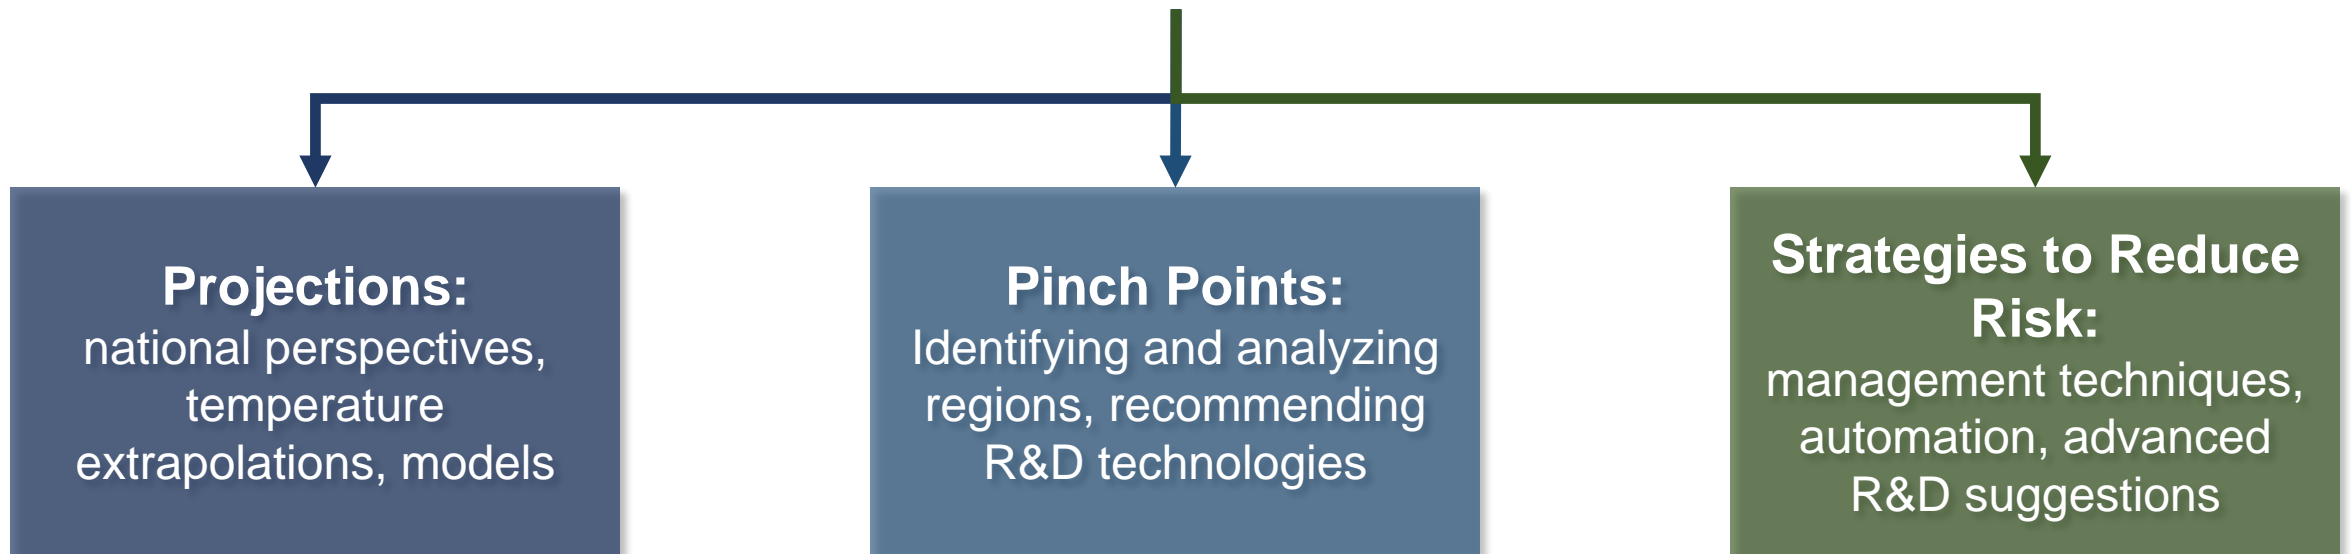 Projections:
national perspectives,
temperature
extrapolations, models
Pinch Points:
Identifying and analyzing
regions, recommending
R&D technologies
Strategies to Reduce
Risk:
management techniques,
automation, advanced
R&D suggestions